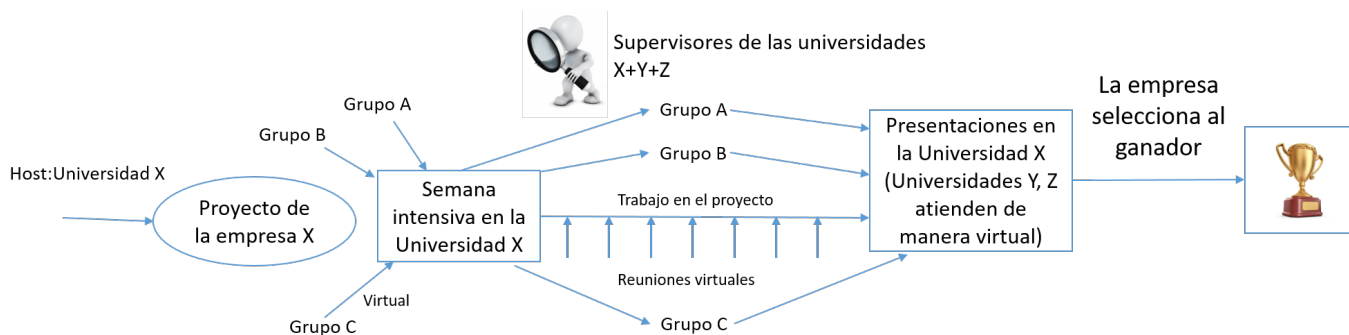 Host:Universidad X
Proyecto de
la empresa X
Grupo A
Grupo B
Grupo C
Virtual
Semana
intensiva en la
Universidad X
Supervisores de las universidades
X+Y+Z
Grupo A
Grupo B
Trabajo en el proyecto
Reuniones virtuales
Grupo C
Presentaciones en
la Universidad X
(Universidades Y, Z
atienden de
manera virtual)
La empresa
selecciona al
ganador